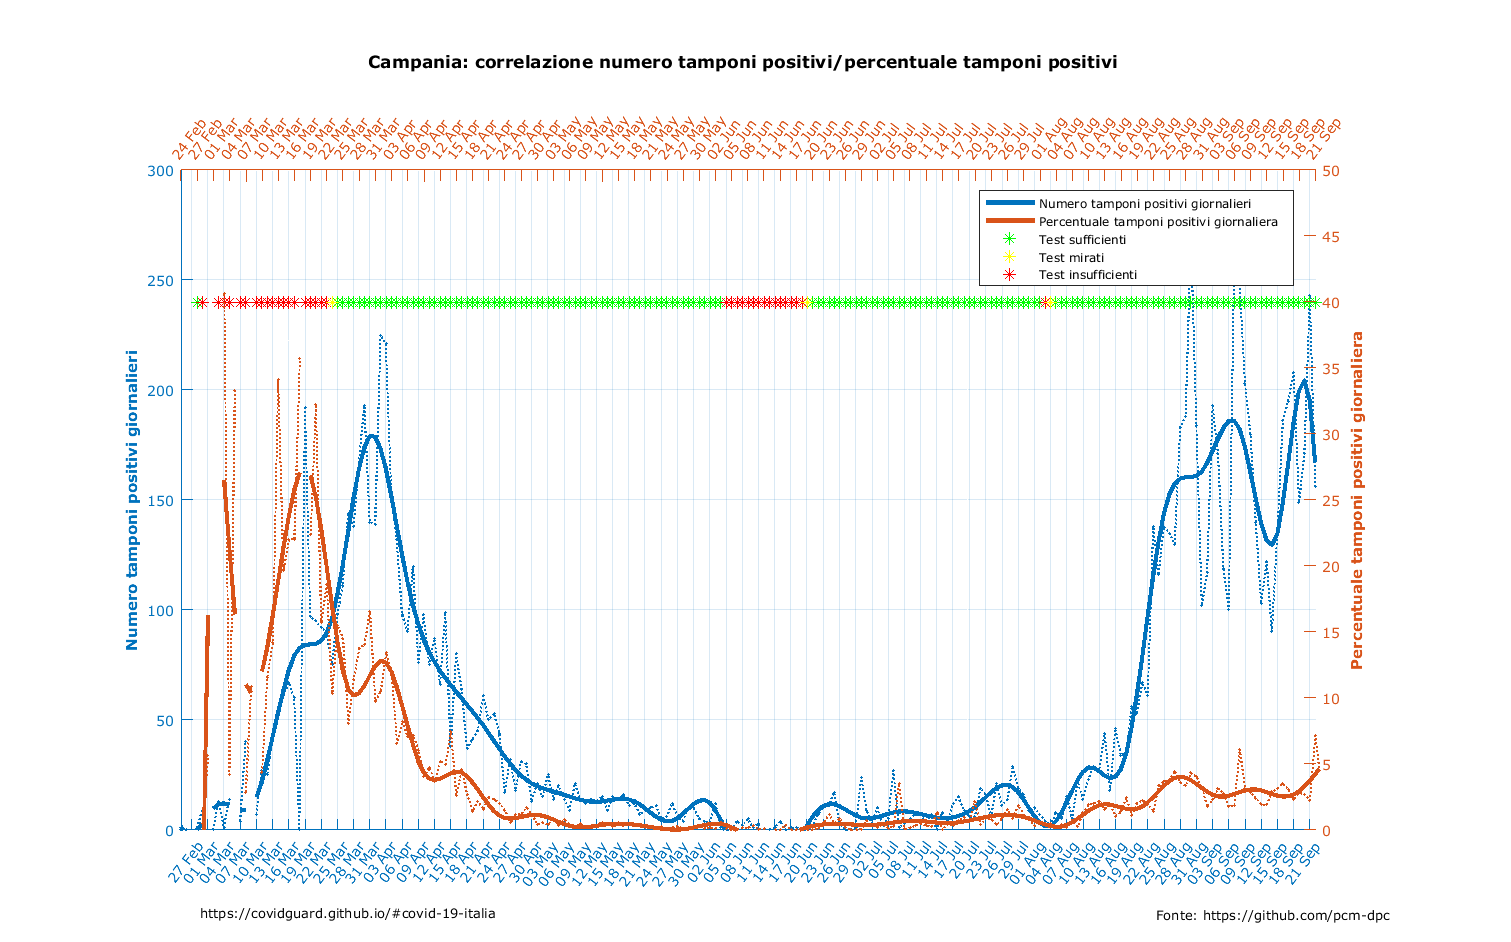 Campania: correlazione numero tamponi positivi/percentuale tamponi positivi
24 Feb 27 Feb 01 Mar 04 Mar 07 Mar 10 Mar 13 Mar 16 Mar 19 Mar 22 Mar 25 Mar 28 Mar 31 Mar 03 Apr 06 Apr 09 Apr 12 Apr 15 Apr 18 Apr 21 Apr 24 Apr 27 Apr 30 Apr 03 May 06 May 09 May 12 May 15 May 18 May 21 May 24 May 27 May 30 May 02 Jun 05 Jun 08 Jun 11 Jun 14 Jun 17 Jun 20 Jun 23 Jun 26 Jun 29 Jun 02 Jul 05 Jul 08 Jul 11 Jul 14 Jul 17 Jul 20 Jul 23 Jul 26 Jul 29 Jul 01 Aug 04 Aug 07 Aug 10 Aug 13 Aug 16 Aug 19 Aug 22 Aug 25 Aug 28 Aug 31 Aug 03 Sep 06 Sep 09 Sep 12 Sep 15 Sep 18 Sep 21 Sep
Numero tamponi positivi giornalieri
300
250
200
150
100
50
0
Numero tamponi positivi giornalieri
Percentuale tamponi positivi giornaliera
Test sufficienti
Test mirati
Test insufficienti
50
45
40
35
30
25
20
15
10
5
0
Percentuale tamponi positivi giornaliera
27 Feb 01 Mar 04 Mar 07 Mar 10 Mar 13 Mar 16 Mar 19 Mar 22 Mar 25 Mar 28 Mar 31 Mar 03 Apr 06 Apr 09 Apr 12 Apr 15 Apr 18 Apr 21 Apr 24 Apr 27 Apr 30 Apr 03 May 06 May 09 May 12 May 15 May 18 May 21 May 24 May 27 May 30 May 02 Jun 05 Jun 08 Jun 11 Jun 14 Jun 17 Jun 20 Jun 23 Jun 26 Jun 29 Jun 02 Jul 05 Jul 08 Jul 11 Jul 14 Jul 17 Jul 20 Jul 23 Jul 26 Jul 29 Jul 01 Aug 04 Aug 07 Aug 10 Aug 13 Aug 16 Aug 19 Aug 22 Aug 25 Aug 28 Aug 31 Aug 03 Sep 06 Sep 09 Sep 12 Sep 15 Sep 18 Sep 21 Sep
https://covidguard.github.io/#covid-19-italia
Fonte: https://github.com/pcm-dpc